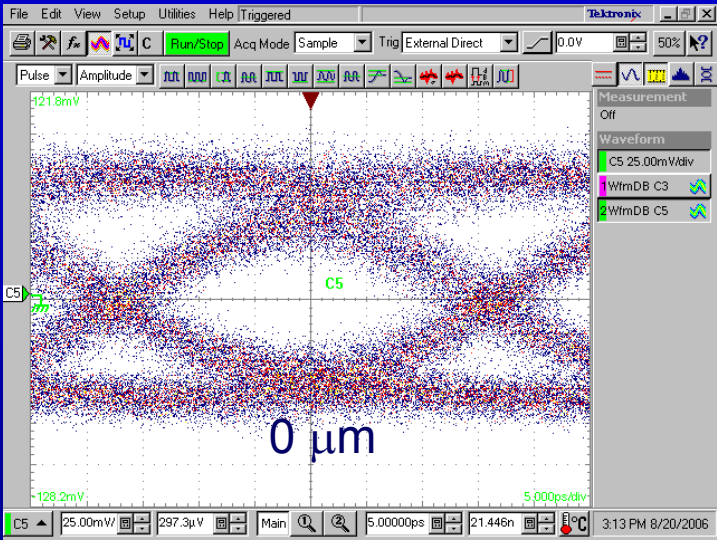 File Edit View Setup Utilities Help Triggered Tektronix
C Run/Stop Acq Mode Sample Trig External Direct 0.0V 50%
Pulse Amplitude
121.8mV
Measurement
Off
Waveform
C5 25.00mV/div
1 WfmDB C3
2 WfmDB C5
C5
C5
0 μm
-128.2mV 5.000ps/div
C5 25.00mV/ 297.3μV Main 1 2 5.00000ps 21.446n °C 3:13 PM 8/20/2006